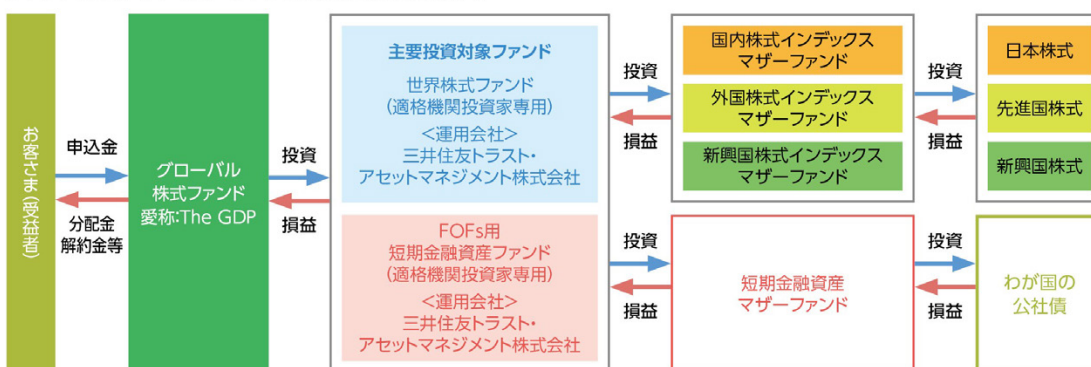 お客さま(受益者)
申込金
分配金
解約金等
グローバル
株式ファンド
愛称:The GDP
投資
損益
主要投資対象ファンド
世界株式ファンド
(適格機関投資家専用)
<運用会社>
三井住友トラスト・
アセットマネジメント株式会社
FOFs用
短期金融資産ファンド
(適格機関投資家専用)
<運用会社>
三井住友トラスト・
アセットマネジメント株式会社
投資
損益
国内株式インデックス
マザーファンド
外国株式インデックス
マザーファンド
新興国株式インデックス
マザーファンド
投資
損益
日本株式
先進国株式
新興国株式
投資
損益
短期金融資産
マザーファンド
投資
損益
わが国の
公社債